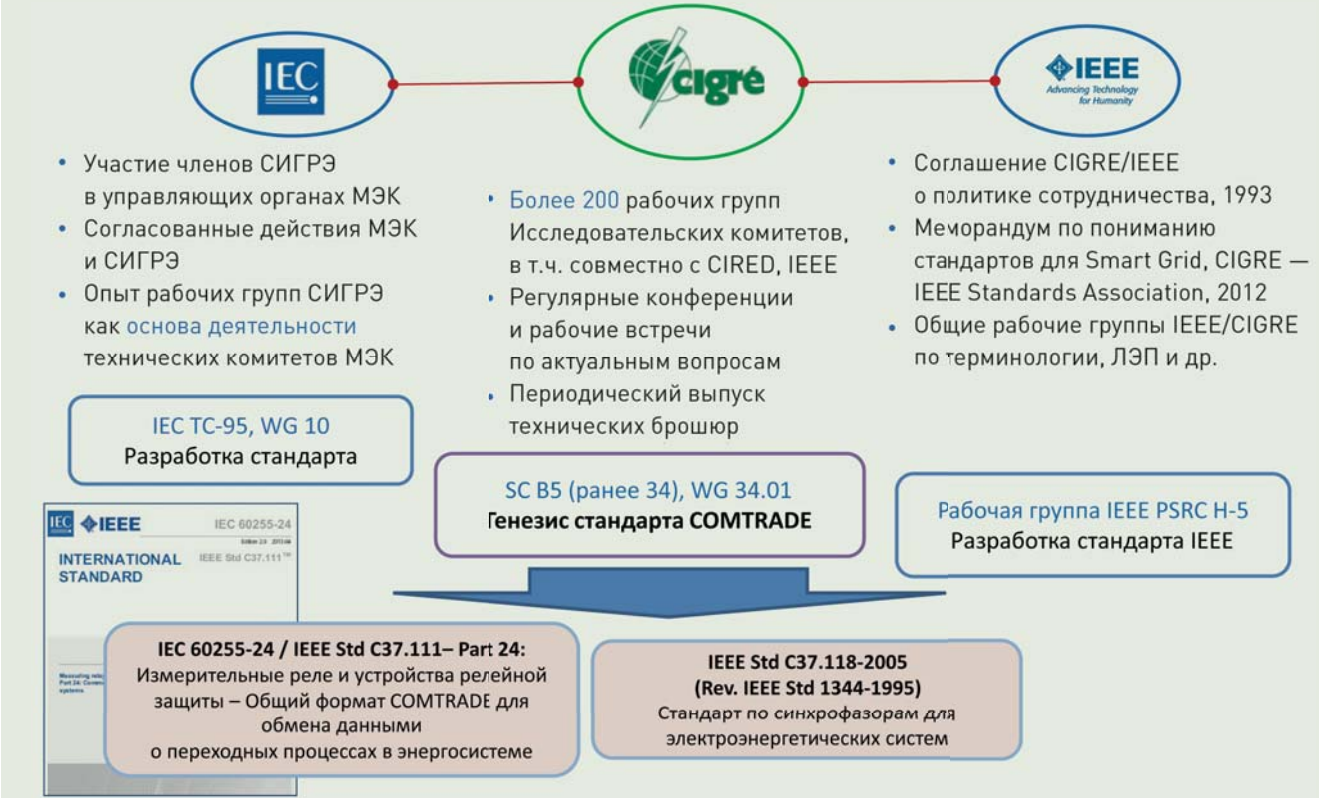 IEC
cigré
IEEE
Advancing Technology
for Humanity
• Участие членов СИГРЭ
в управляющих органах МЭК
• Согласованные действия МЭК
и СИГРЭ
• Опыт рабочих групп СИГРЭ
как основа деятельности
технических комитетов МЭК
• Более 200 рабочих групп
Исследовательских комитетов,
в т.ч. совместно с CIRED, IEEE
• Регулярные конференции
и рабочие встречи
по актуальным вопросам
• Периодический выпуск
технических брошюр
• Соглашение CIGRE/IEEE
о политике сотрудничества, 1993
• Меморандум по пониманию
стандартов для Smart Grid, CIGRE —
IEEE Standards Association, 2012
• Общие рабочие группы IEEE/CIGRE
по терминологии, ЛЭП и др.
IEC TC-95, WG 10
Разработка стандарта
SC B5 (ранее 34), WG 34.01
Генезис стандарта COMTRADE
Рабочая группа IEEE PSRC H-5
Разработка стандарта IEEE
IEC IEEE
IEC 60255-24
IEEE Std C37.111™
INTERNATIONAL
STANDARD
IEC 60255-24 / IEEE Std C37.111– Part 24:
Измерительные реле и устройства релейной
защиты – Общий формат COMTRADE для
обмена данными
о переходных процессах в энергосистеме
IEEE Std C37.118-2005
(Rev. IEEE Std 1344-1995)
Стандарт по синхрофазорам для
электроэнергетических систем